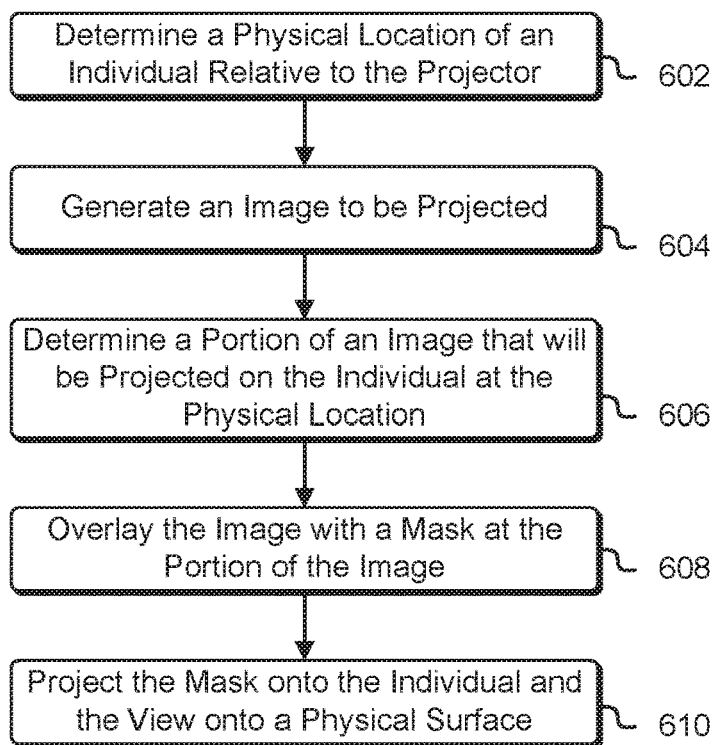 Determine a Physical Location of an
Individual Relative to the Projector
602
Generate an Image to be Projected
604
Determine a Portion of an Image that will
be Projected on the Individual at the
Physical Location
606
Overlay the Image with a Mask at the
Portion of the Image
608
Project the Mask onto the Individual and
the View onto a Physical Surface
610